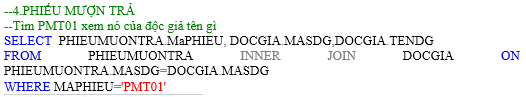 --4.PHIẾU MƯỢN TRẢ
--Tìm PMT01 xem nó của độc giả tên gì
SELECT PHIEUMUONTRA.MaPHIEU, DOCGIA.MASDG,DOCGIA.TENDG
FROM PHIEUMUONTRA INNER JOIN DOCGIA ON
PHIEUMUONTRA.MASDG=DOCGIA.MASDG
WHERE MAPHIEU='PMT01'